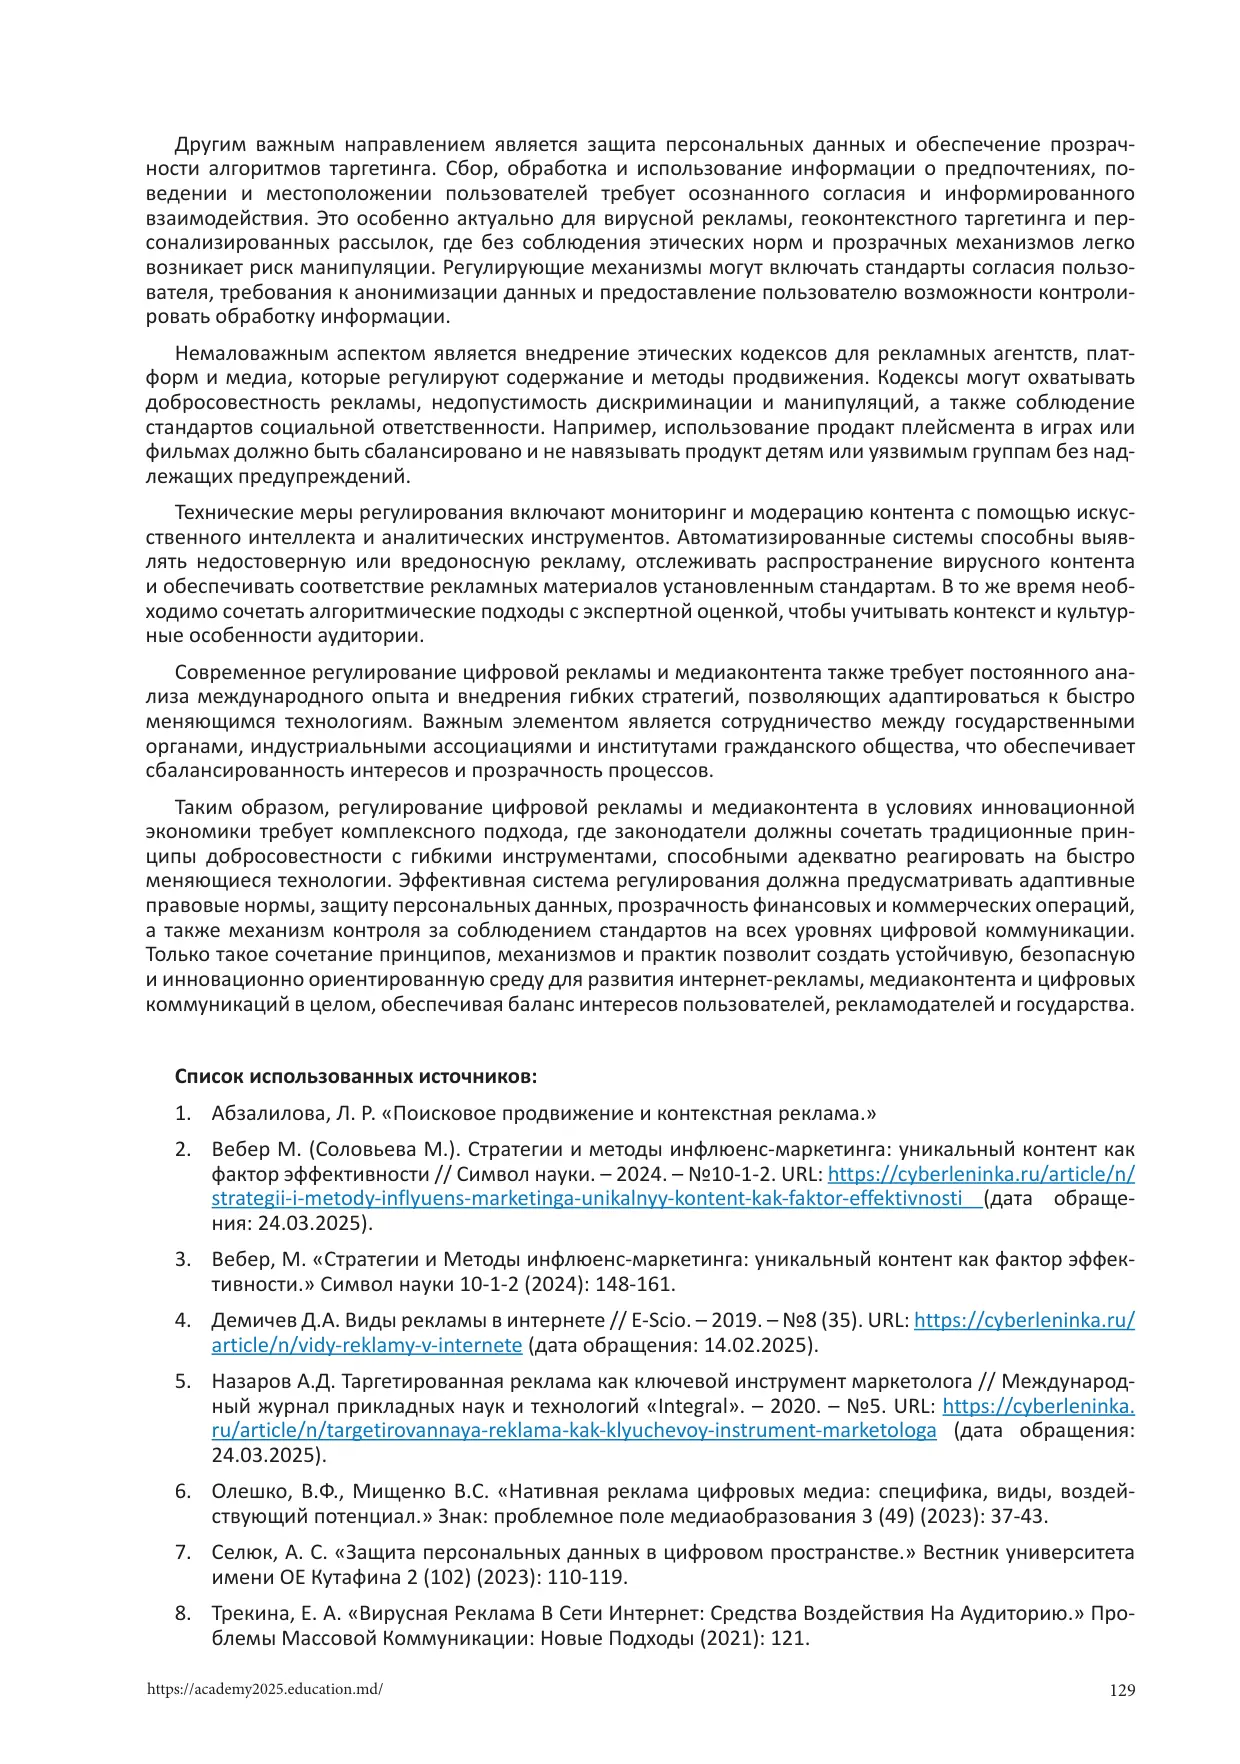 Другим важным направлением является защита персональных данных и обеспечение прозрач-
ности алгоритмов таргетинга. Сбор, обработка и использование информации о предпочтениях, по-
ведении и местоположении пользователей требует осознанного согласия и информированного
взаимодействия. Это особенно актуально для вирусной рекламы, геоконтекстного таргетинга и пер-
сонализированных рассылок, где без соблюдения этических норм и прозрачных механизмов легко
возникает риск манипуляции. Регулирующие механизмы могут включать стандарты согласия пользо-
вателя, требования к анонимизации данных и предоставление пользователю возможности контроли-
ровать обработку информации.
Немаловажным аспектом является внедрение этических кодексов для рекламных агентств, плат-
форм и медиа, которые регулируют содержание и методы продвижения. Кодексы могут охватывать
добросовестность рекламы, недопустимость дискриминации и манипуляций, а также соблюдение
стандартов социальной ответственности. Например, использование продакт плейсмента в играх или
фильмах должно быть сбалансировано и не навязывать продукт детям или уязвимым группам без над-
лежащих предупреждений.
Технические меры регулирования включают мониторинг и модерацию контента с помощью искус-
ственного интеллекта и аналитических инструментов. Автоматизированные системы способны выяв-
лять недостоверную или вредоносную рекламу, отслеживать распространение вирусного контента
и обеспечивать соответствие рекламных материалов установленным стандартам. В то же время необ-
ходимо сочетать алгоритмические подходы с экспертной оценкой, чтобы учитывать контекст и культур-
ные особенности аудитории.
Современное регулирование цифровой рекламы и медиаконтента также требует постоянного ана-
лиза международного опыта и внедрения гибких стратегий, позволяющих адаптироваться к быстро
меняющимся технологиям. Важным элементом является сотрудничество между государственными
органами, индустриальными ассоциациями и институтами гражданского общества, что обеспечивает
сбалансированность интересов и прозрачность процессов.
Таким образом, регулирование цифровой рекламы и медиаконтента в условиях инновационной
экономики требует комплексного подхода, где законодатели должны сочетать традиционные прин-
ципы добросовестности с гибкими инструментами, способными адекватно реагировать на быстро
меняющиеся технологии. Эффективная система регулирования должна предусматривать адаптивные
правовые нормы, защиту персональных данных, прозрачность финансовых и коммерческих операций,
а также механизм контроля за соблюдением стандартов на всех уровнях цифровой коммуникации.
Только такое сочетание принципов, механизмов и практик позволит создать устойчивую, безопасную
и инновационно ориентированную среду для развития интернет-рекламы, медиаконтента и цифровых
коммуникаций в целом, обеспечивая баланс интересов пользователей, рекламодателей и государства.
Список использованных источников:
1. Абзалилова, Л. Р. «Поисковое продвижение и контекстная реклама.»
2. Вебер М. (Соловьева М.). Стратегии и методы инфлюенс-маркетинга: уникальный контент как
фактор эффективности // Символ науки. – 2024. – №10-1-2. URL: https://cyberleninka.ru/article/n/
strategii-i-metody-inflyuens-marketinga-unikalnyy-kontent-kak-faktor-effektivnosti (дата обраще-
ния: 24.03.2025).
3. Вебер, М. «Стратегии и Методы инфлюенс-маркетинга: уникальный контент как фактор эффек-
тивности.» Символ науки 10-1-2 (2024): 148-161.
4. Демичев Д.А. Виды рекламы в интернете // E-Scio. – 2019. – №8 (35). URL: https://cyberleninka.ru/
article/n/vidy-reklamy-v-internete (дата обращения: 14.02.2025).
5. Назаров А.Д. Таргетированная реклама как ключевой инструмент маркетолога // Международ-
ный журнал прикладных наук и технологий «Integral». – 2020. – №5. URL: https://cyberleninka.
ru/article/n/targetirovannaya-reklama-kak-klyuchevoy-instrument-marketologa (дата обращения:
24.03.2025).
6. Олешко, В.Ф., Мищенко В.С. «Нативная реклама цифровых медиа: специфика, виды, воздей-
ствующий потенциал.» Знак: проблемное поле медиаобразования 3 (49) (2023): 37-43.
7. Селюк, А. С. «Защита персональных данных в цифровом пространстве.» Вестник университета
имени ОЕ Кутафина 2 (102) (2023): 110-119.
8. Трекина, Е. А. «Вирусная Реклама В Сети Интернет: Средства Воздействия На Аудиторию.» Про-
блемы Массовой Коммуникации: Новые Подходы (2021): 121.
https://academy2025.education.md/
129